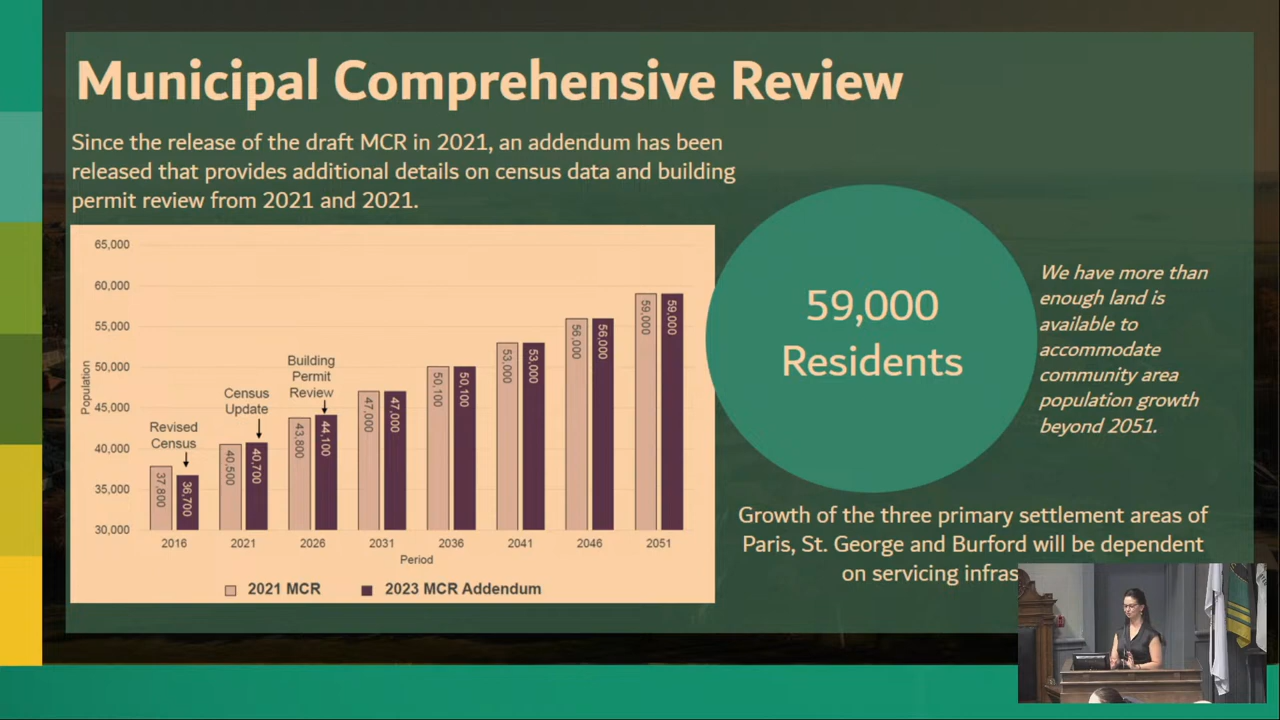 Municipal Comprehensive Review
Since the release of the draft MCR in 2021, an addendum has been
released that provides additional details on census data and building
permit review from 2021 and 2021.
65,000
60,000
55,000
50,000
45,000
40,000
35,000
30,000
Population
Revised
Census
Census
Update
Building
Permit
Review
37,800
36,700
40,500
40,700
43,800
44,100
47,000
47,000
50,100
50,100
53,000
53,000
56,000
56,000
59,000
59,000
2016
2021
2026
2031
2036
2041
2046
2051
Period
2021 MCR
2023 MCR Addendum
59,000
Residents
We have more than
enough land is
available to
accommodate
community area
population growth
beyond 2051.
Growth of the three primary settlement areas of
Paris, St. George and Burford will be dependent
on servicing infras